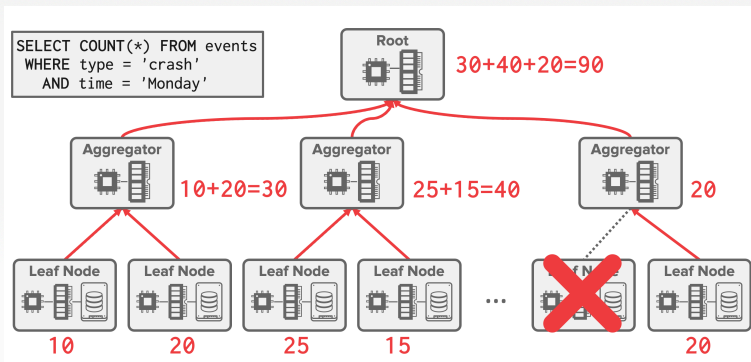 SELECT COUNT(*) FROM events
WHERE type = 'crash'
AND time = 'Monday'
Root
30+40+20=90
Aggregator
10+20=30
Aggregator
25+15=40
Aggregator
20
Leaf Node
Leaf Node
Leaf Node
Leaf Node
...
Leaf Node
Leaf Node
10
20
25
15
20